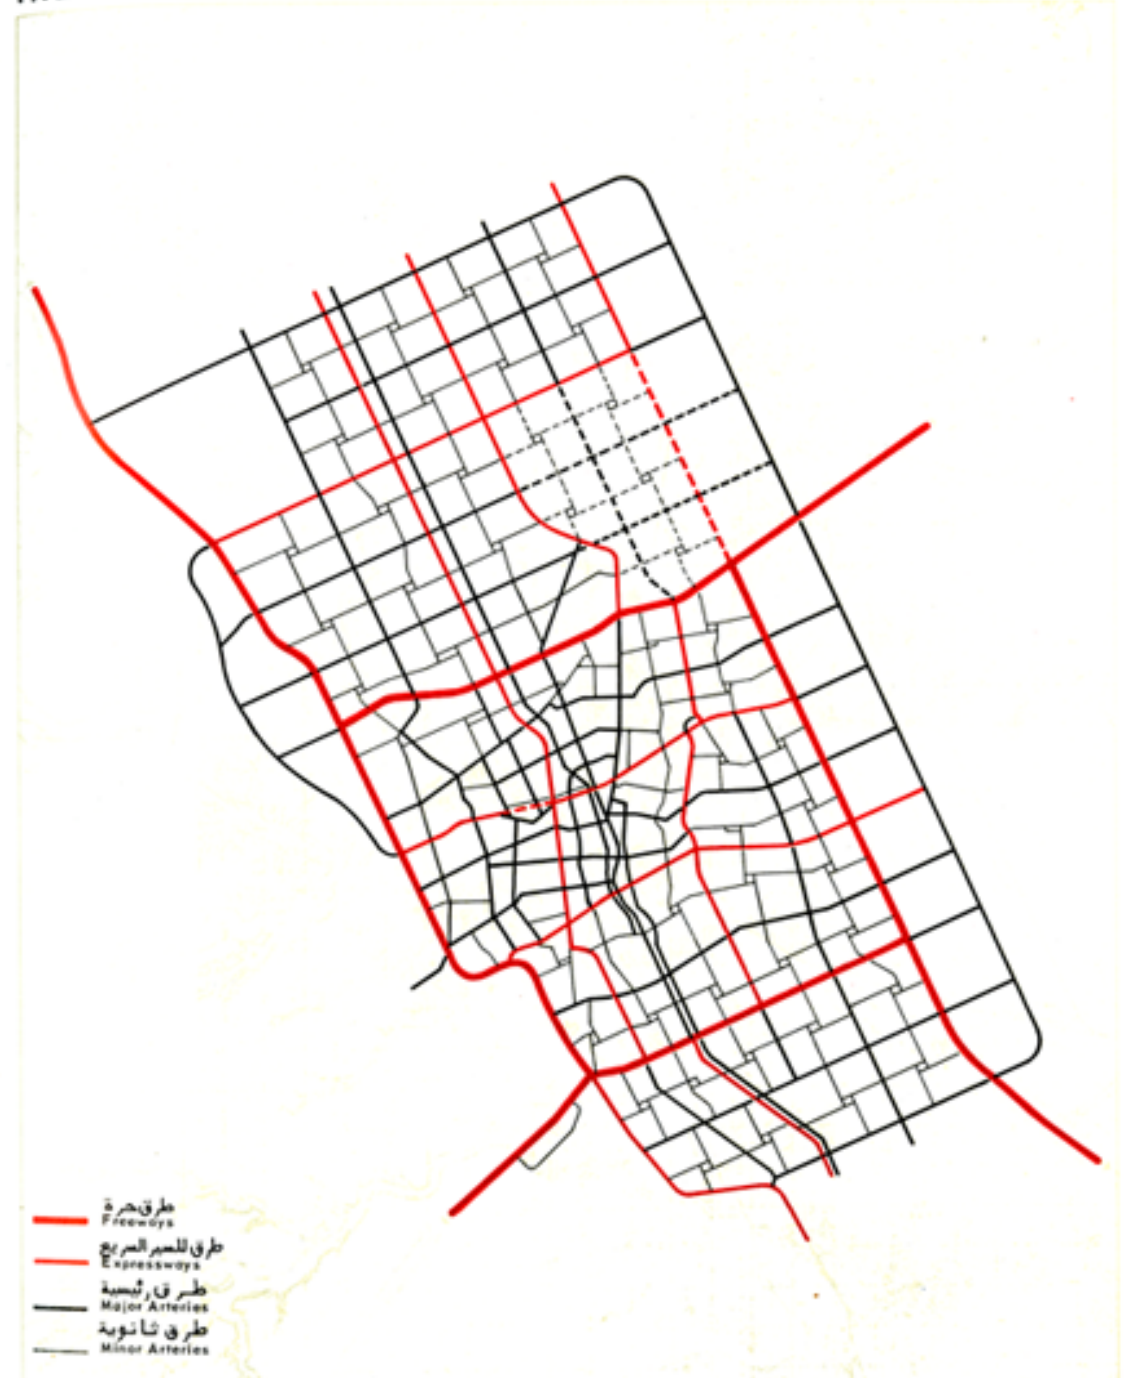 طرق حرة
Freeways
طرق للسير السريع
Expressways
طرق رئيسية
Major Arteries
طرق ثانوية
Minor Arteries